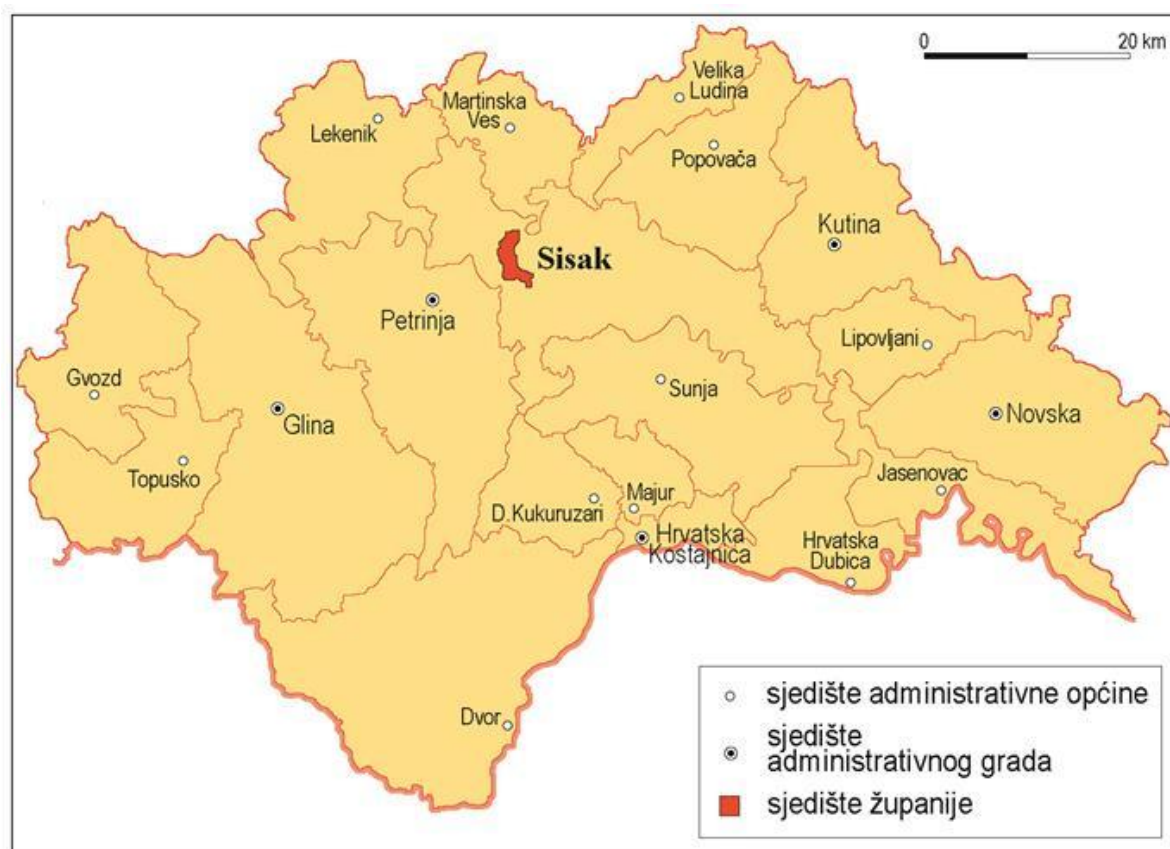 0 20 km
Velika
Ludina
Martinska
Ves
Lekenik
Popovača
Kutina
Sisak
Petrinja
Lipovljani
Gvozd
Sunja
Glina
Novska
Topusko
Jasenovac
D.Kukuruzari
Majur
Hrvatska
Kostajnica
Hrvatska
Dubica
Dvor
sjedište administrativne općine
sjedište
administrativnog grada
sjedište županije